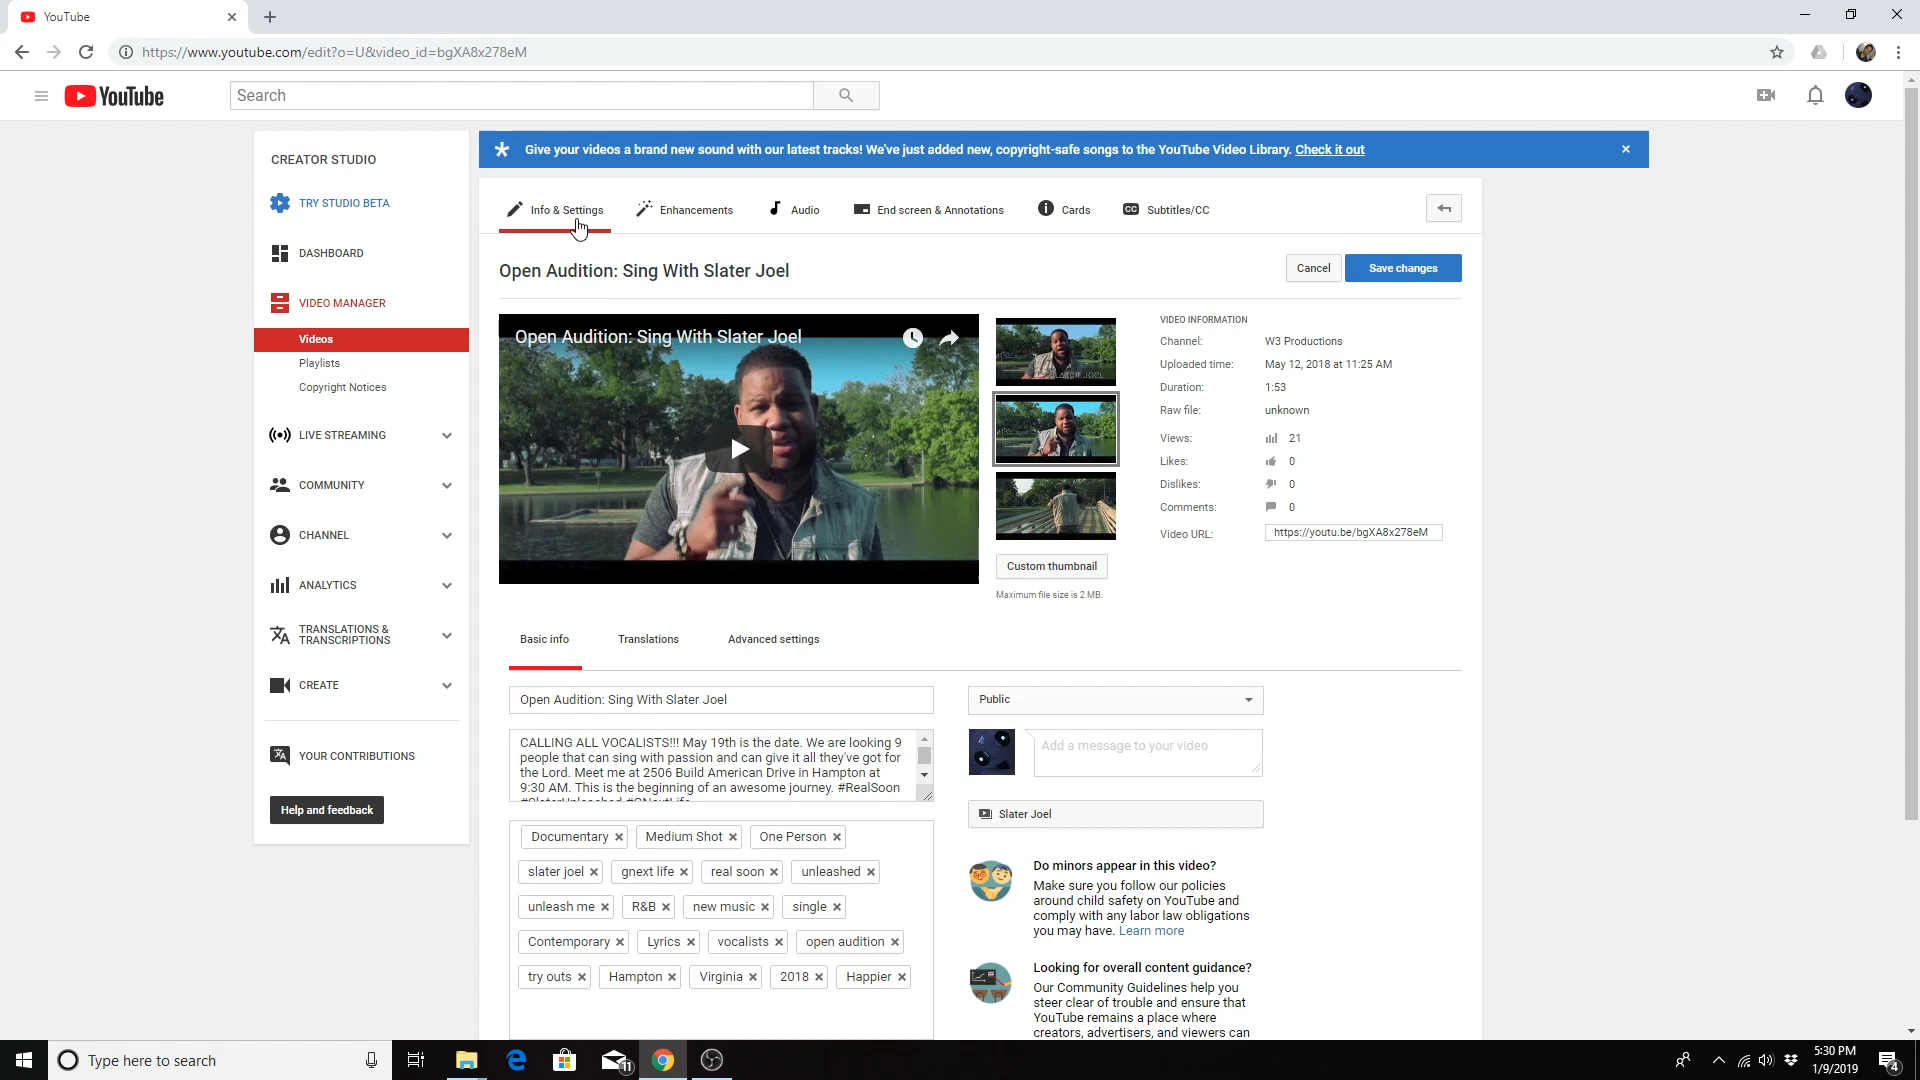 YouTube
https://www.youtube.com/edit?o=U&video_id=bgXA8x278eM
YouTube
Search
CREATOR STUDIO
TRY STUDIO BETA
DASHBOARD
VIDEO MANAGER
Videos
Playlists
Copyright Notices
LIVE STREAMING
COMMUNITY
CHANNEL
ANALYTICS
TRANSLATIONS &
TRANSCRIPTIONS
CREATE
YOUR CONTRIBUTIONS
Help and feedback
Give your videos a brand new sound with our latest tracks! We've just added new, copyright-safe songs to the YouTube Video Library. Check it out
Info & Settings
Enhancements
Audio
End screen & Annotations
Cards
CC Subtitles/CC
Open Audition: Sing With Slater Joel
Cancel
Save changes
Open Audition: Sing With Slater Joel
SLATER JOEL
Custom thumbnail
Maximum file size is 2 MB.
VIDEO INFORMATION
Channel: W3 Productions
Uploaded time: May 12, 2018 at 11:25 AM
Duration: 1:53
Raw file: unknown
Views: 21
Likes: 0
Dislikes: 0
Comments: 0
Video URL: https://youtu.be/bgXA8x278eM
Basic info
Translations
Advanced settings
Open Audition: Sing With Slater Joel
CALLING ALL VOCALISTS!!! May 19th is the date. We are looking 9
people that can sing with passion and can give it all they've got for
the Lord. Meet me at 2506 Build American Drive in Hampton at
9:30 AM. This is the beginning of an awesome journey. #RealSoon
Documentary Medium Shot One Person
slater joel gnext life real soon unleashed
unleash me R&B new music single
Contemporary Lyrics vocalists open audition
try outs Hampton Virginia 2018 Happier
Public
Add a message to your video
Slater Joel
Do minors appear in this video?
Make sure you follow our policies
around child safety on YouTube and
comply with any labor law obligations
you may have. Learn more
Looking for overall content guidance?
Our Community Guidelines help you
steer clear of trouble and ensure that
YouTube remains a place where
creators, advertisers, and viewers can
Type here to search
11
5:30 PM
1/9/2019
4